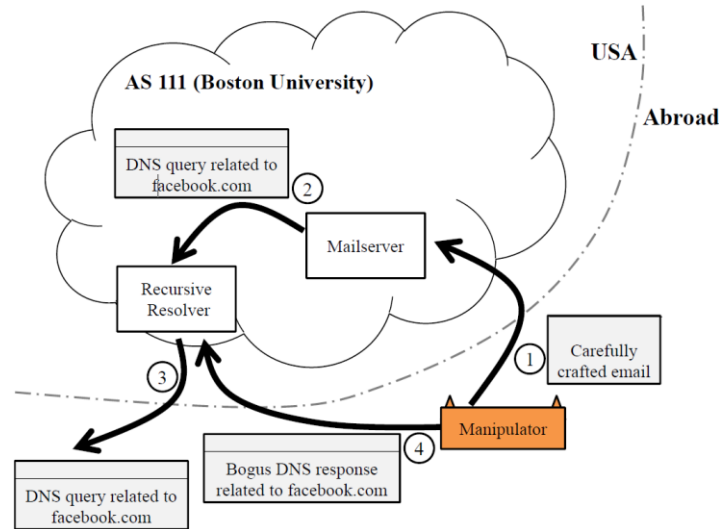 USA
AS 111 (Boston University)
Abroad
DNS query related to
facebook.com
2
Mailserver
Recursive
Resolver
1
Carefully
crafted email
3
Manipulator
4
Bogus DNS response
related to facebook.com
DNS query related to
facebook.com